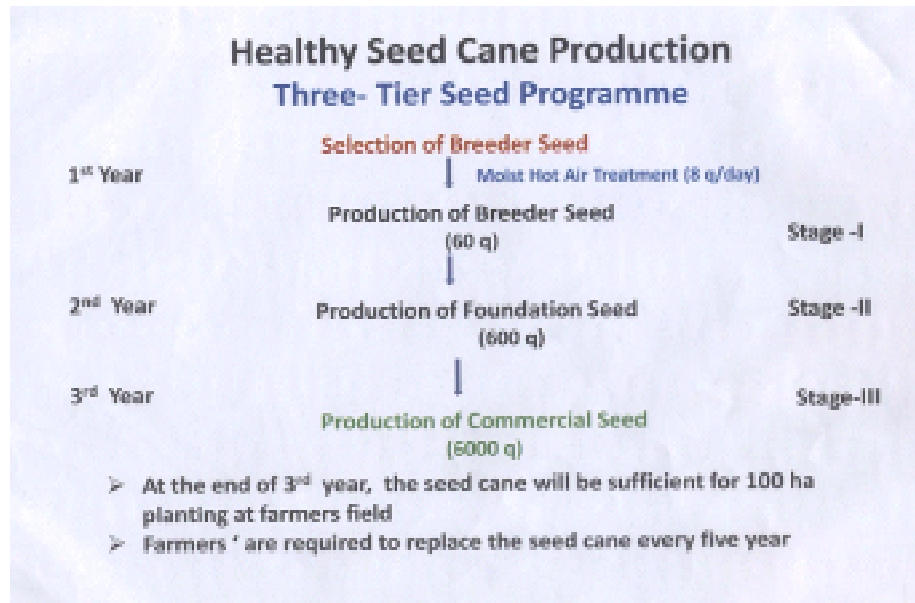 Healthy Seed Cane Production
Three- Tier Seed Programme
Selection of Breeder Seed
1st Year
Moist Hot Air Treatment (8 q/day)
Production of Breeder Seed
(60 q)
Stage -I
2nd Year
Production of Foundation Seed
Stage -II
(600 q)
3rd Year
Stage-III
Production of Commercial Seed
(6000 q)
➢ At the end of 3rd year, the seed cane will be sufficient for 100 ha
planting at farmers field
➢ Farmers ' are required to replace the seed cane every five year